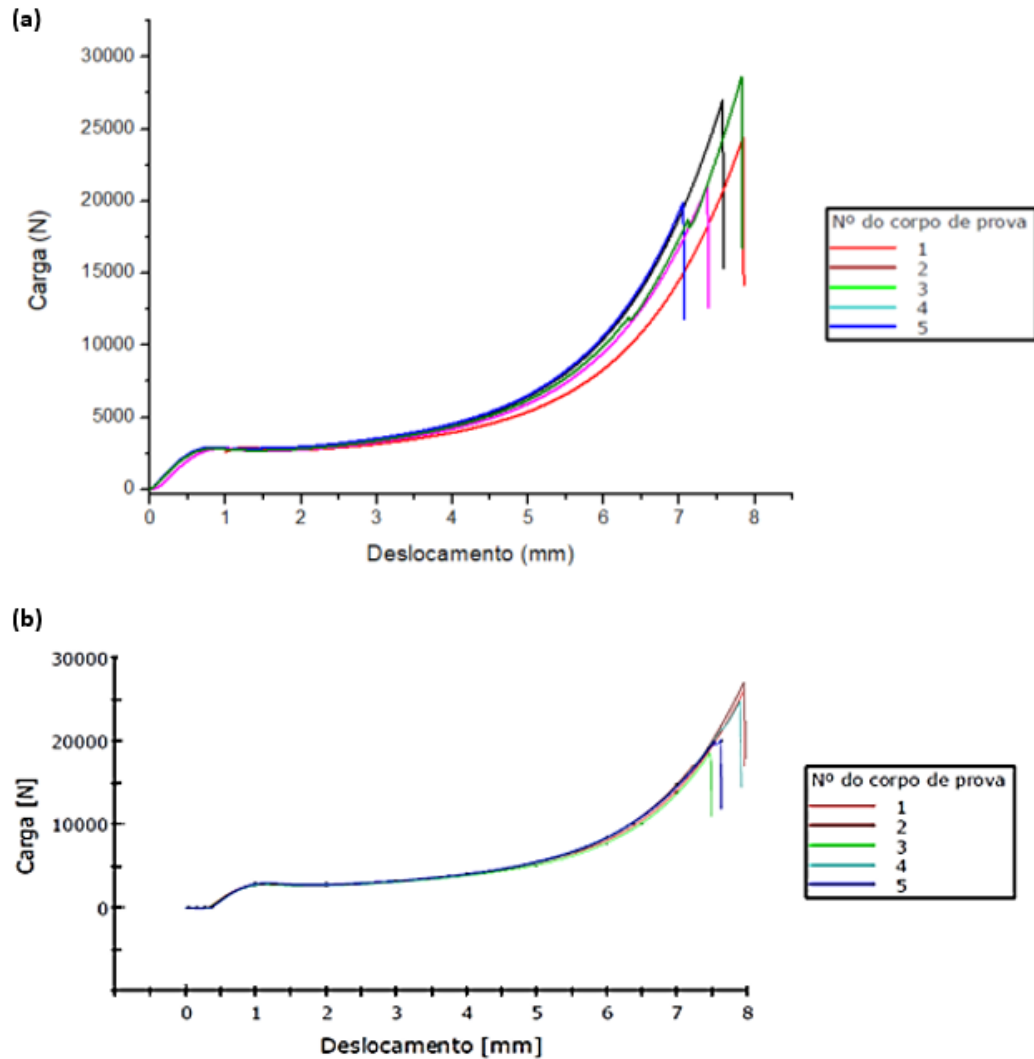 (a)
30000
25000
20000
15000
10000
5000
0
Carga (N)
0 1 2 3 4 5 6 7 8
Deslocamento (mm)
Nº do corpo de prova
1
2
3
4
5
(b)
30000
20000
10000
0
Carga [N]
0 1 2 3 4 5 6 7 8
Deslocamento [mm]
Nº do corpo de prova
1
2
3
4
5